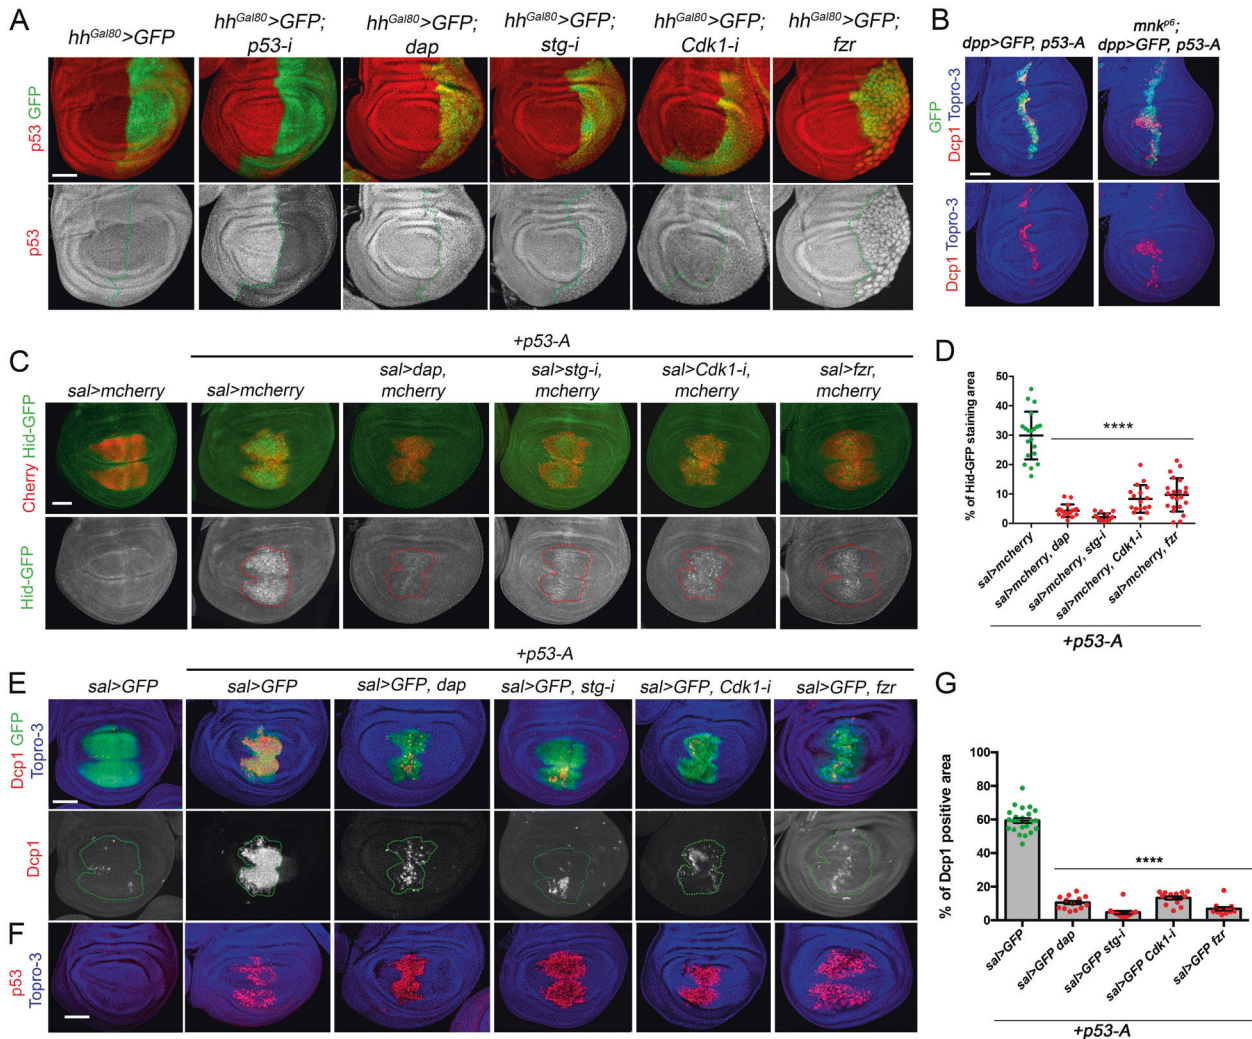 A
hh^Gal80>GFP
hh^Gal80>GFP;
p53-i
hh^Gal80>GFP;
dap
hh^Gal80>GFP;
stg-i
hh^Gal80>GFP;
Cdk1-i
hh^Gal80>GFP;
fzr
p53 GFP
p53
B
dpp>GFP, p53-A
mnk^p6;
dpp>GFP, p53-A
GFP
Dcp1 Topro-3
Dcp1 Topro-3
C
+p53-A
sal>mcherry
sal>mcherry
sal>dap,
mcherry
sal>stg-i,
mcherry
sal>Cdk1-i,
mcherry
sal>fzr,
mcherry
Cherry Hid-GFP
Hid-GFP
D
% of Hid-GFP staining area
50
40
30
20
10
0
****
sal>mcherry
sal>mcherry, dap
sal>mcherry, stg-i
sal>mcherry, Cdk1-i
sal>mcherry, fzr
+p53-A
E
+p53-A
sal>GFP
sal>GFP
sal>GFP, dap
sal>GFP, stg-i
sal>GFP, Cdk1-i
sal>GFP, fzr
Dcp1 GFP
Topro-3
Dcp1
F
p53
Topro-3
G
% of Dcp1 positive area
100
80
60
40
20
0
****
sal>GFP
sal>GFP dap
sal>GFP stg-i
sal>GFP Cdk1-i
sal>GFP fzr
+p53-A